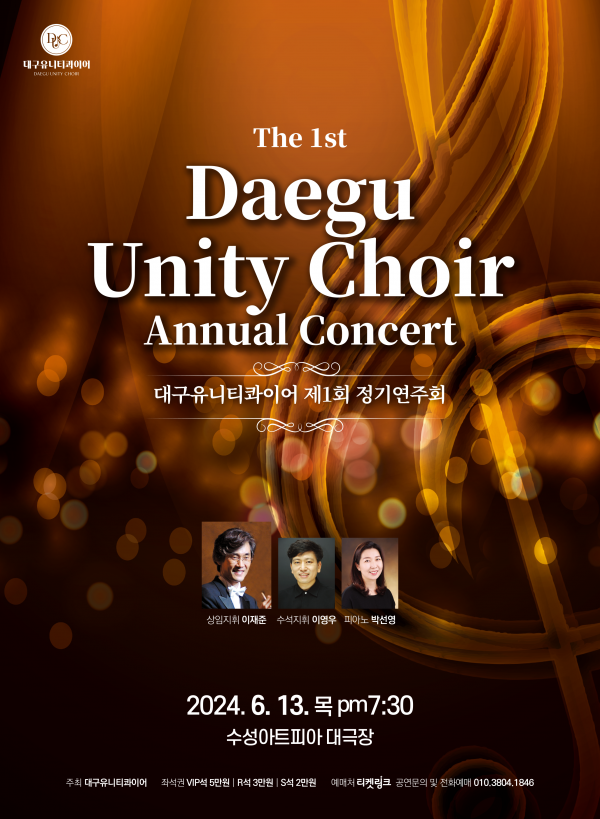 DUC
대구유니티콰이어
DAEGU UNITY CHOIR
The 1st
Daegu
Unity Choir
Annual Concert
대구유니티콰이어 제1회 정기연주회
상임지휘 이재준 수석지휘 이영우 피아노 박선영
2024. 6. 13. 목 pm7:30
수성아트피아 대극장
주최 대구유니티콰이어 좌석권 VIP석 5만원 | R석 3만원 | S석 2만원 예매처 티켓링크 공연문의 및 전화예매 010.3804.1846